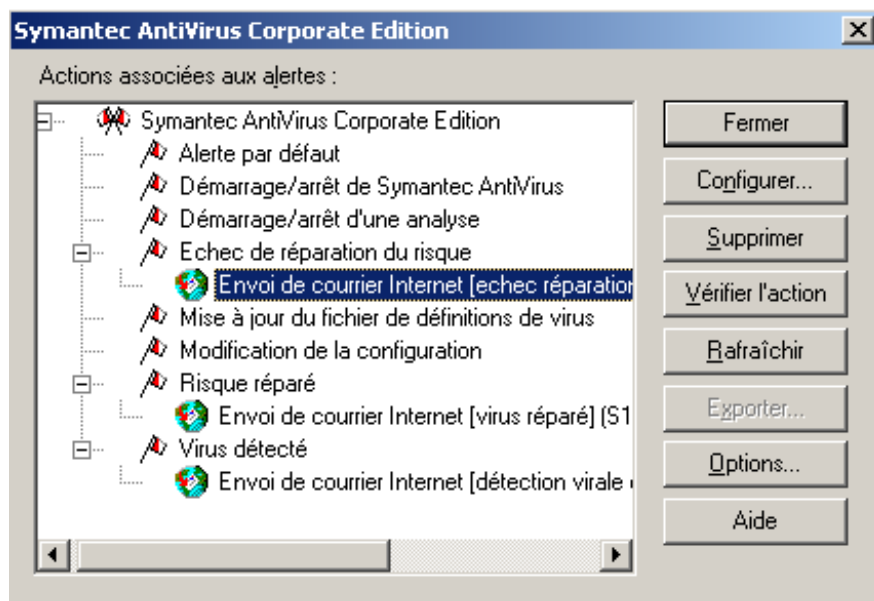 Symantec AntiVirus Corporate Edition
Actions associées aux alertes :
Symantec AntiVirus Corporate Edition
Alerte par défaut
Démarrage/arrêt de Symantec AntiVirus
Démarrage/arrêt d'une analyse
Echec de réparation du risque
Envoi de courrier Internet [echec réparation
Mise à jour du fichier de définitions de virus
Modification de la configuration
Risque réparé
Envoi de courrier Internet [virus réparé] (S1
Virus détecté
Envoi de courrier Internet [détection virale
Fermer
Configurer...
Supprimer
Vérifier l'action
Rafraîchir
Exporter...
Options...
Aide